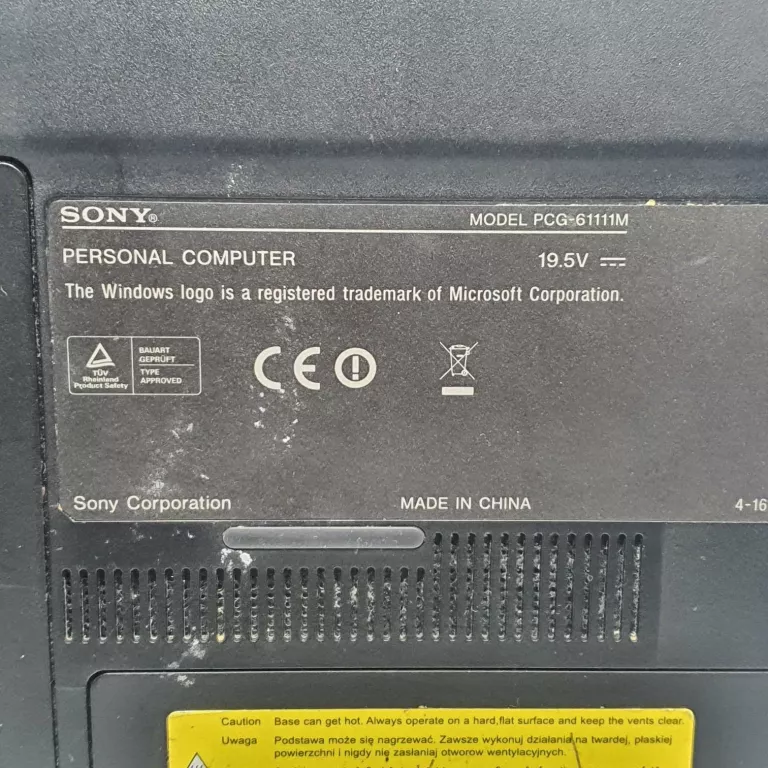 SONY®
MODEL PCG-61111M
PERSONAL COMPUTER
19.5V
The Windows logo is a registered trademark of Microsoft Corporation.
TÜV
Rheinland
Product Safety
BAUART
GEPRÜFT
TYPE
APPROVED
CE
Sony Corporation
MADE IN CHINA
4-16
Caution Base can get hot. Always operate on a hard,flat surface and keep the vents clear.
Uwaga Podstawa może się nagrzewać. Zawsze wykonuj działania na twardej, płaskiej
powierzchni i nigdy nie zasłaniaj otworow wentylacyjnych.